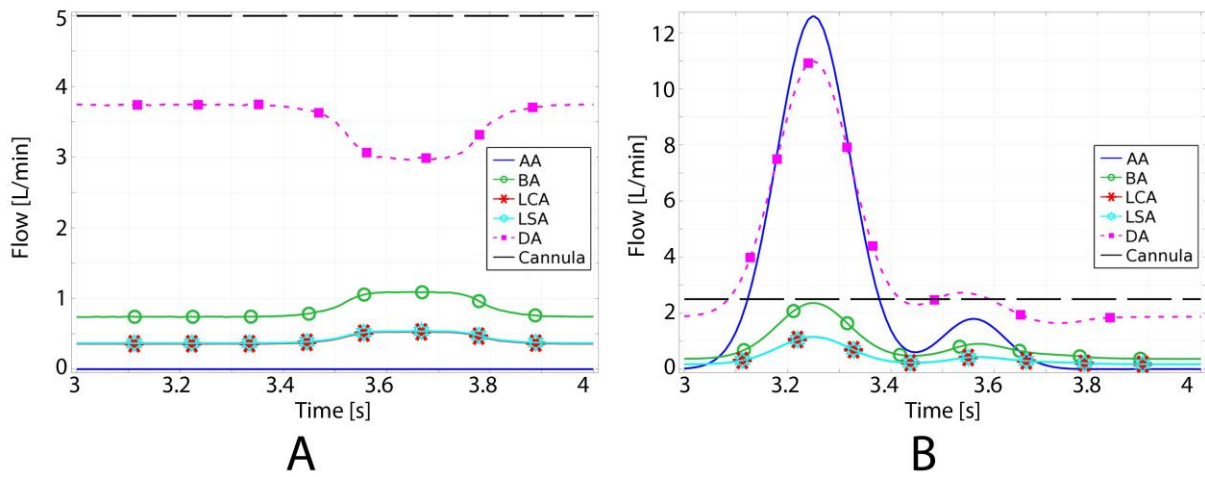 5
4
3
2
1
0
Flow [L/min]
3
3.2
3.4
3.6
3.8
4
Time [s]
AA
BA
LCA
LSA
DA
Cannula
A
12
10
8
6
4
2
0
Flow [L/min]
3
3.2
3.4
3.6
3.8
4
Time [s]
AA
BA
LCA
LSA
DA
Cannula
B